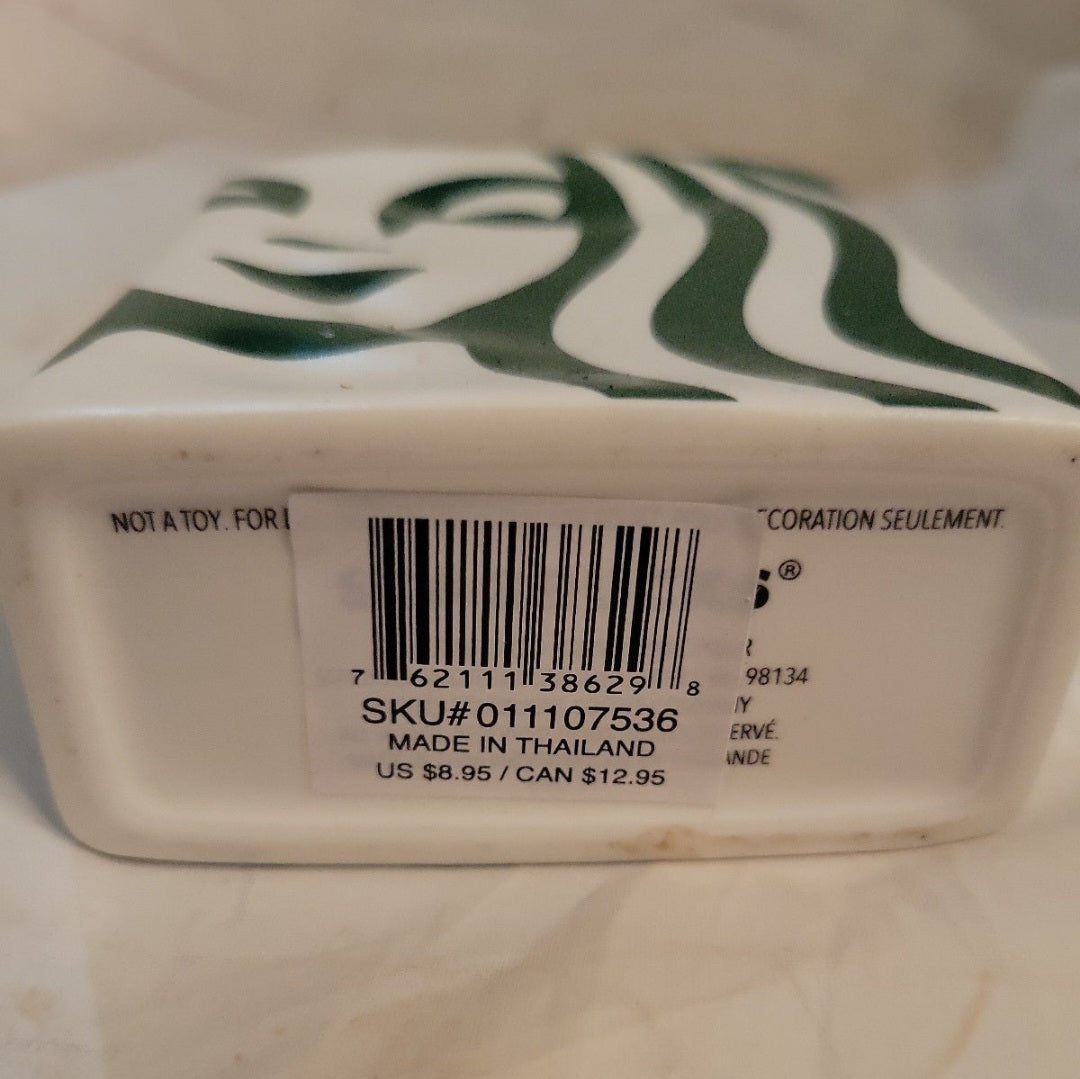 NOT A TOY. FOR
CORATION SEULEMENT.
®
98134
ERVÉ.
7 62111 38629 8
SKU# 011107536
MADE IN THAILAND
US $8.95 / CAN $12.95